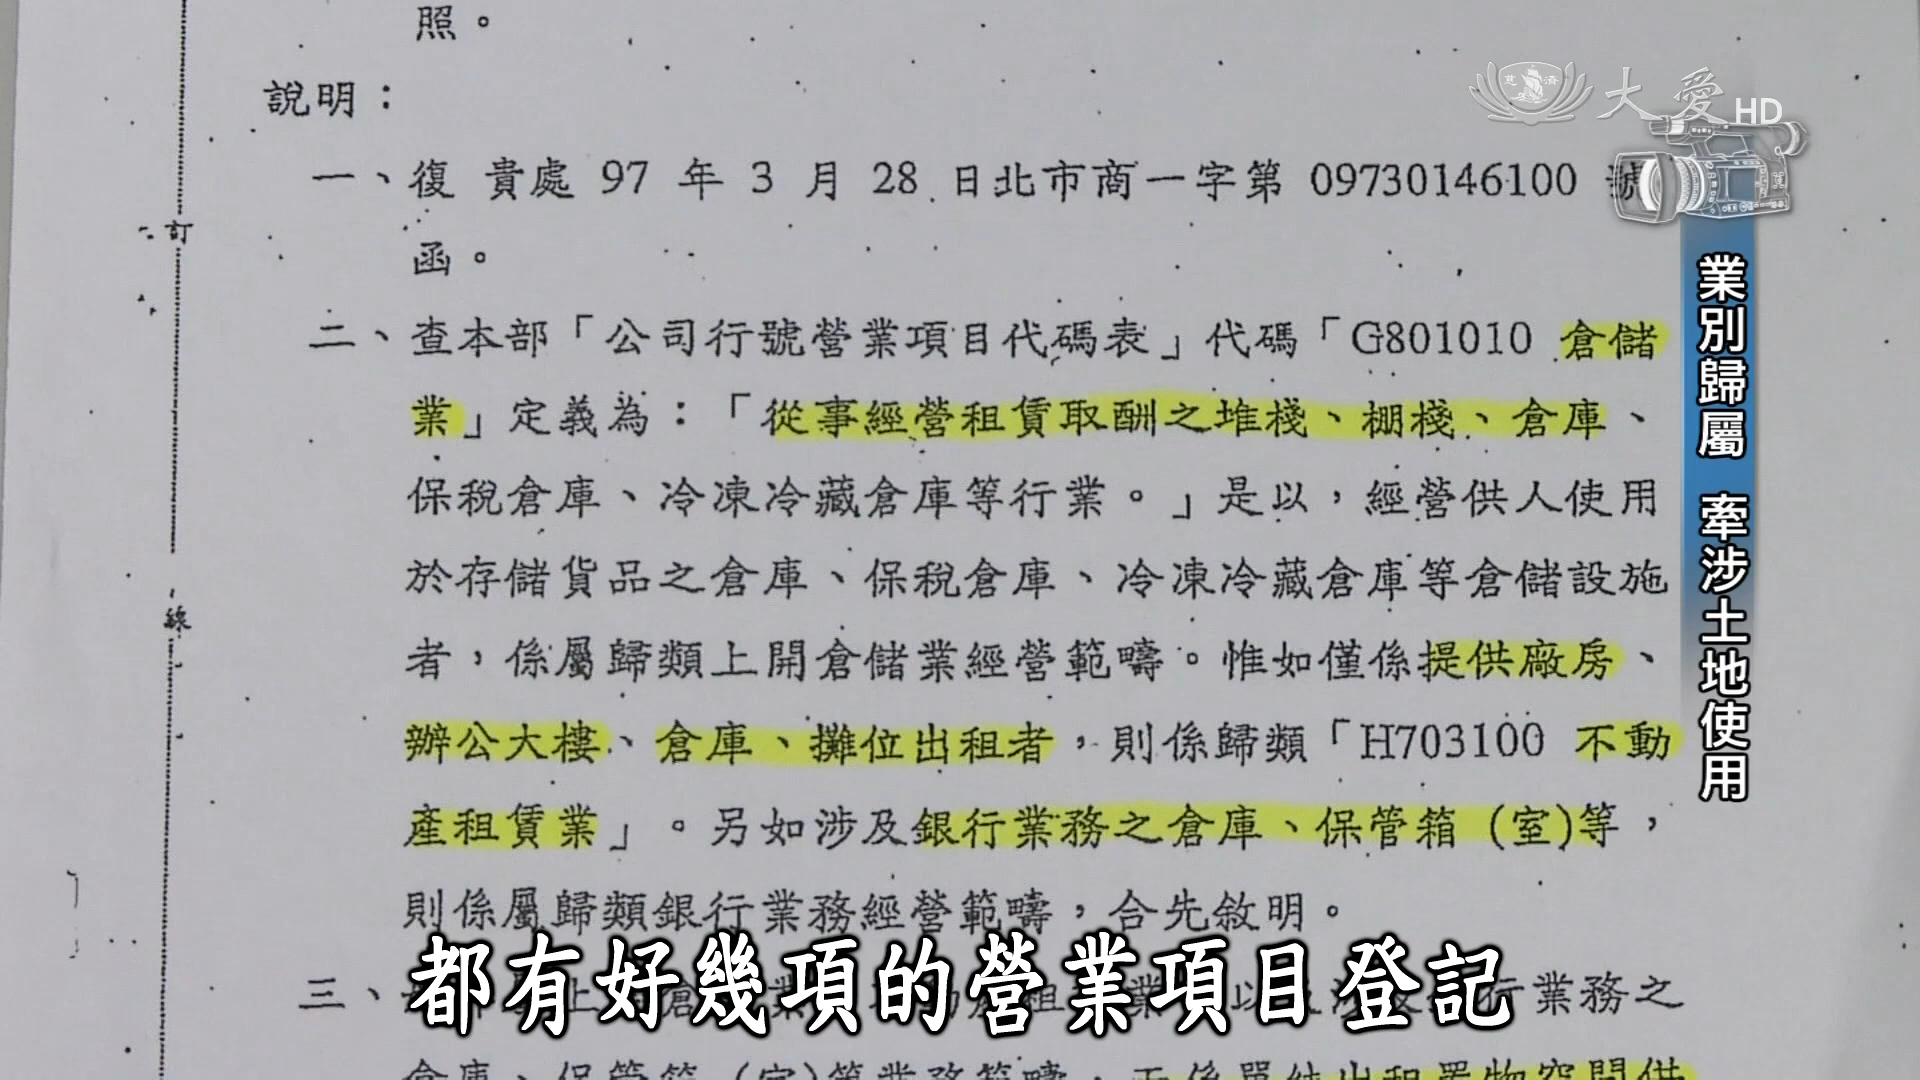 照。
說明：
一、復 貴處 97 年 3 月 28 日北市商一字第 09730146100 號
函。
二、查本部「公司行號營業項目代碼表」代碼「G801010 倉儲
業」定義為：「從事經營租賃取酬之堆棧、棚棧、倉庫、
保稅倉庫、冷凍冷藏倉庫等行業。」是以，經營供人使用
於存儲貨品之倉庫、保稅倉庫、冷凍冷藏倉庫等倉儲設施
者，係屬歸類上開倉儲業經營範疇。惟如僅係提供廠房、
辦公大樓、倉庫、攤位出租者，則係歸類「H703100 不動
產租賃業」。另如涉及銀行業務之倉庫、保管箱 (室)等，
則係屬歸類銀行業務經營範疇，合先敘明。
三、
行業務之
訂
線
大愛HD
慈濟
業別歸屬 牽涉土地使用
都有好幾項的營業項目登記